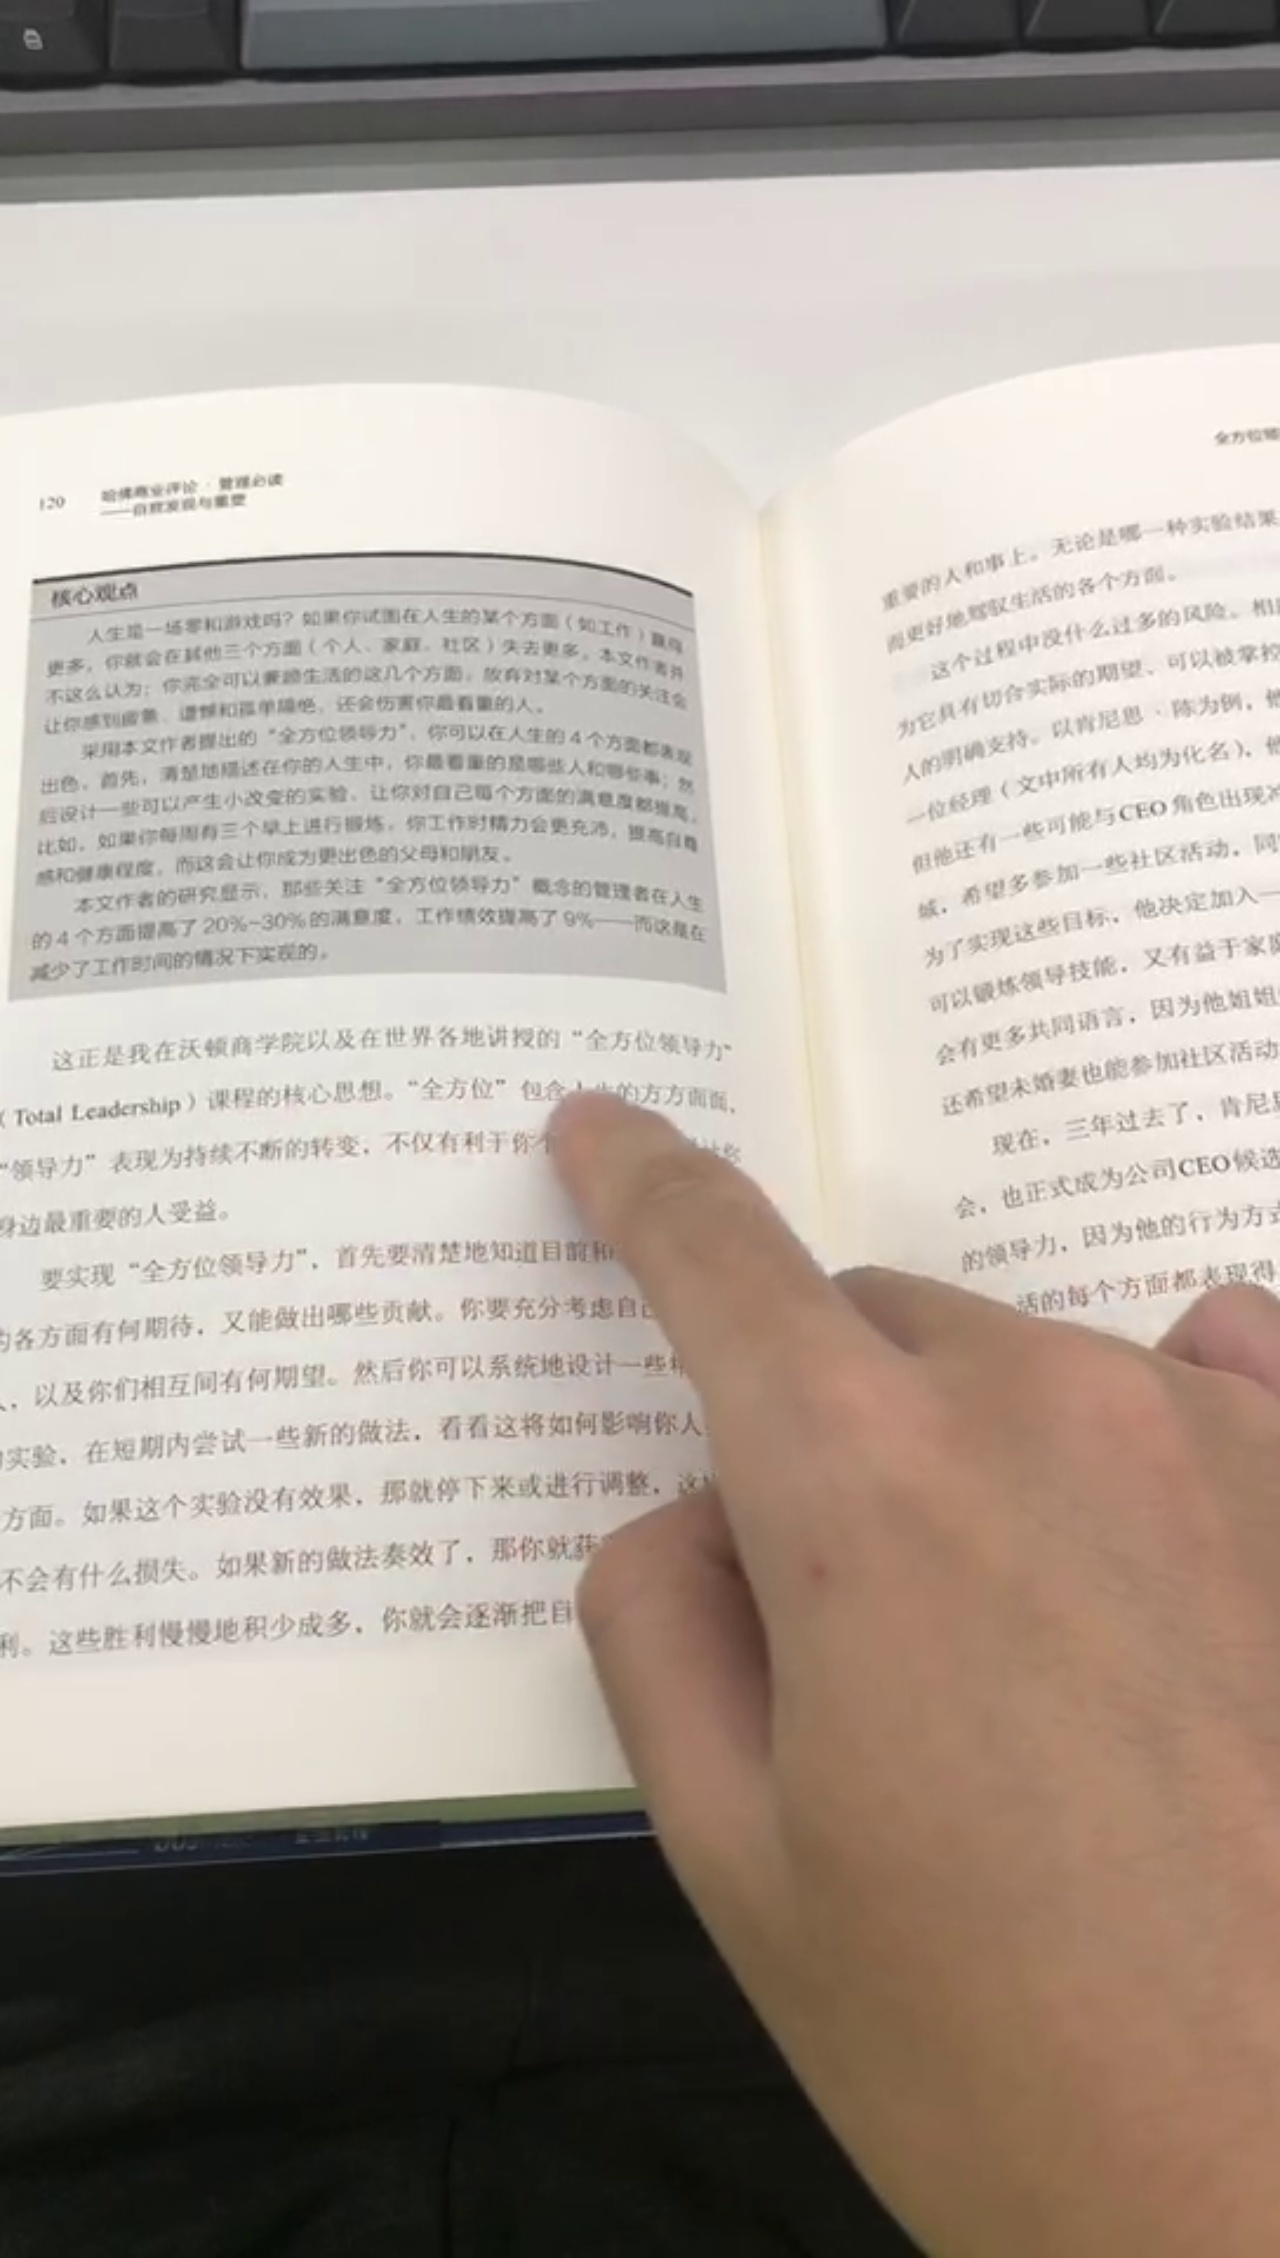 120
哈佛商业评论·管理必读
——自我发现与重塑
核心观点
人生是一场零和游戏吗？如果你试图在人生的某个方面（如工作）赢得
更多，你就会在其他三个方面（个人、家庭、社区）失去更多。本文作者并
不这么认为：你完全可以兼顾生活的这几个方面，放弃对某个方面的关注会
让你感到疲惫、遗憾和孤单隔绝，还会伤害你最看重的人。
采用本文作者提出的“全方位领导力”，你可以在人生的4个方面都表现
出色。首先，清楚地描述在你的人生中，你最看重的是哪些人和哪些事；然
后设计一些可以产生小改变的实验，让你对自己每个方面的满意度都提高。
比如，如果你每周有三个早上进行锻炼，你工作时精力会更充沛，提高自尊
感和健康程度，而这会让你成为更出色的父母和朋友。
本文作者的研究显示，那些关注“全方位领导力”概念的管理者在人生
的4个方面提高了20%~30%的满意度，工作绩效提高了9%——而这是在
减少了工作时间的情况下实现的。
这正是我在沃顿商学院以及在世界各地讲授的“全方位领导力”
（Total Leadership）课程的核心思想。“全方位”包含人生的方方面面，
“领导力”表现为持续不断的转变，不仅有利于你个
身边最重要的人受益。
要实现“全方位领导力”，首先要清楚地知道目前和
的各方面有何期待，又能做出哪些贡献。你要充分考虑自己
，以及你们相互间有何期望。然后你可以系统地设计一些
实验，在短期内尝试一些新的做法，看看这将如何影响你人
方面。如果这个实验没有效果，那就停下来或进行调整，这
不会有什么损失。如果新的做法奏效了，那你就获
利。这些胜利慢慢地积少成多，你就会逐渐把自
全方位
重要的人和事上。无论是哪一种实验结果
而更好地驾驭生活的各个方面。
这个过程中没什么过多的风险。相
为它具有切合实际的期望、可以被掌控
人的明确支持。以肯尼思·陈为例，他
一位经理（文中所有人均为化名），他
但他还有一些可能与CEO角色出现冲
城，希望多参加一些社区活动，同
为了实现这些目标，他决定加入一
可以锻炼领导技能，又有益于家庭
会有更多共同语言，因为他姐姐
还希望未婚妻也能参加社区活动
现在，三年过去了，肯尼思
会，也正式成为公司CEO候选
的领导力，因为他的行为方式
活的每个方面都表现得